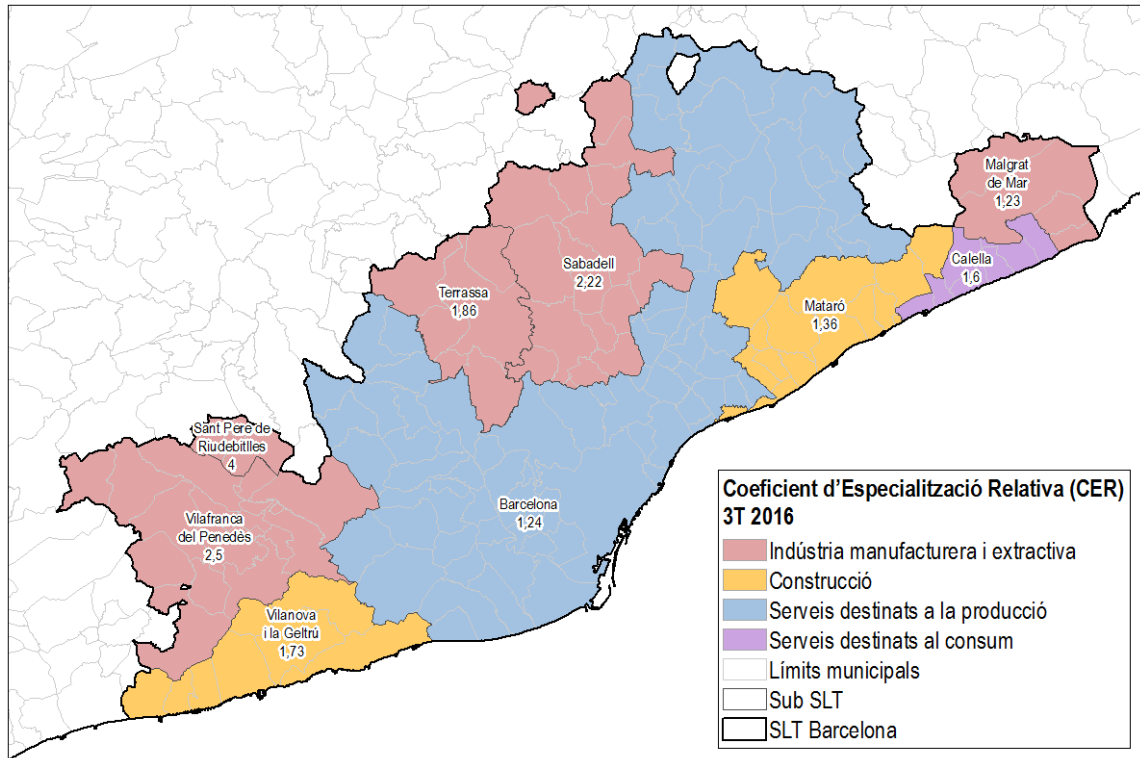 Malgrat
de Mar
1,23
Calella
1,6
Sabadell
2,22
Terrassa
1,86
Mataró
1,36
Sant Pere de
Riudebitlles
4
Vilafranca
del Penedès
2,5
Barcelona
1,24
Vilanova
i la Geltrú
1,73
Coeficient d’Especialització Relativa (CER)
3T 2016
Indústria manufacturera i extractiva
Construcció
Serveis destinats a la producció
Serveis destinats al consum
Límits municipals
Sub SLT
SLT Barcelona